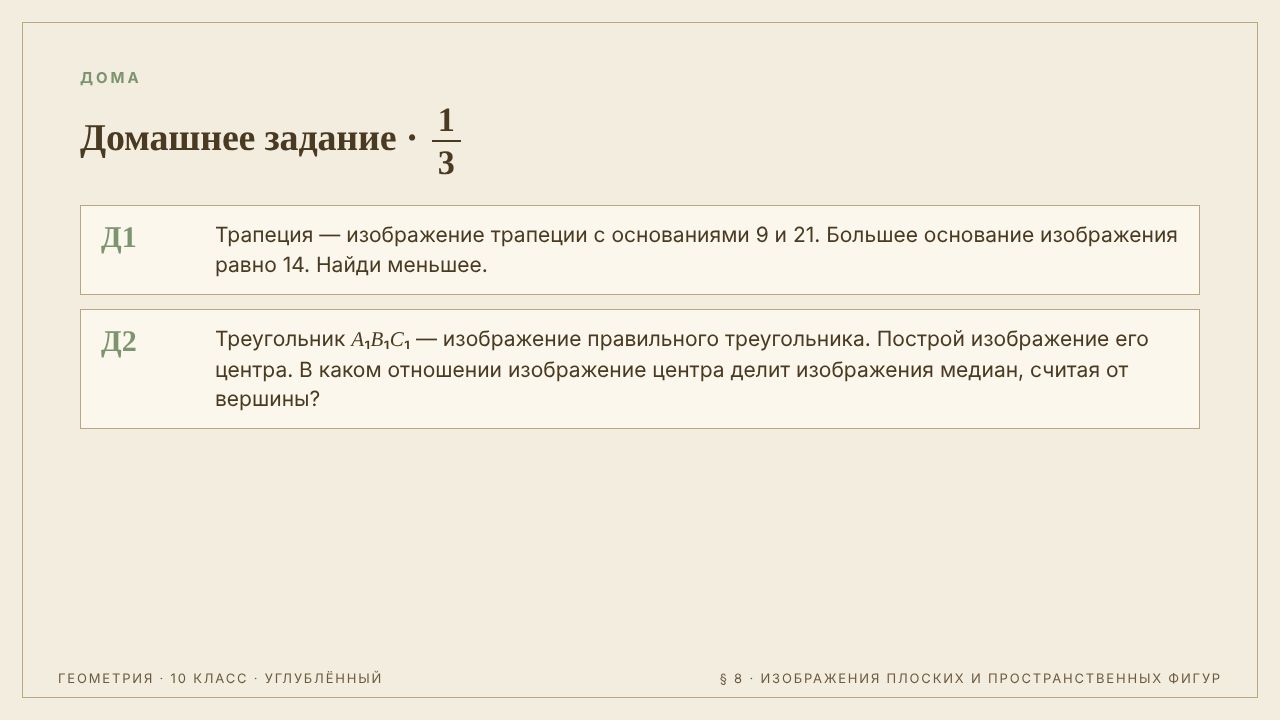 ДОМА
Домашнее задание · 1/3
Д1
Трапеция — изображение трапеции с основаниями 9 и 21. Большее основание изображения
равно 14. Найди меньшее.
Д2
Треугольник A₁B₁C₁ — изображение правильного треугольника. Построй изображение его
центра. В каком отношении изображение центра делит изображения медиан, считая от
вершины?
ГЕОМЕТРИЯ · 10 КЛАСС · УГЛУБЛЁННЫЙ
§ 8 · ИЗОБРАЖЕНИЯ ПЛОСКИХ И ПРОСТРАНСТВЕННЫХ ФИГУР